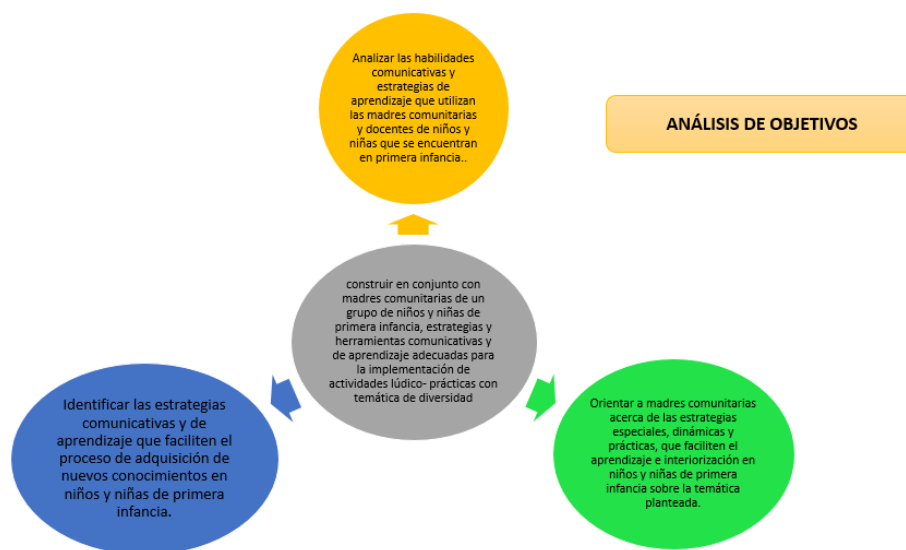 Analizar las habilidades
comunicativas y
estrategias de
aprendizaje que utilizan
las madres comunitarias
y docentes de niños y
niñas que se encuentran
en primera infancia..
ANÁLISIS DE OBJETIVOS
construir en conjunto con
madres comunitarias de un
grupo de niños y niñas de
primera infancia, estrategias y
herramientas comunicativas y
de aprendizaje adecuadas para
la implementación de
actividades lúdico- prácticas con
temática de diversidad
Identificar las estrategias
comunicativas y de
aprendizaje que faciliten el
proceso de adquisición de
nuevos conocimientos en
niños y niñas de primera
infancia.
Orientar a madres comunitarias
acerca de las estrategias
especiales, dinámicas y
prácticas, que faciliten el
aprendizaje e interiorización en
niños y niñas de primera
infancia sobre la temática
planteada.